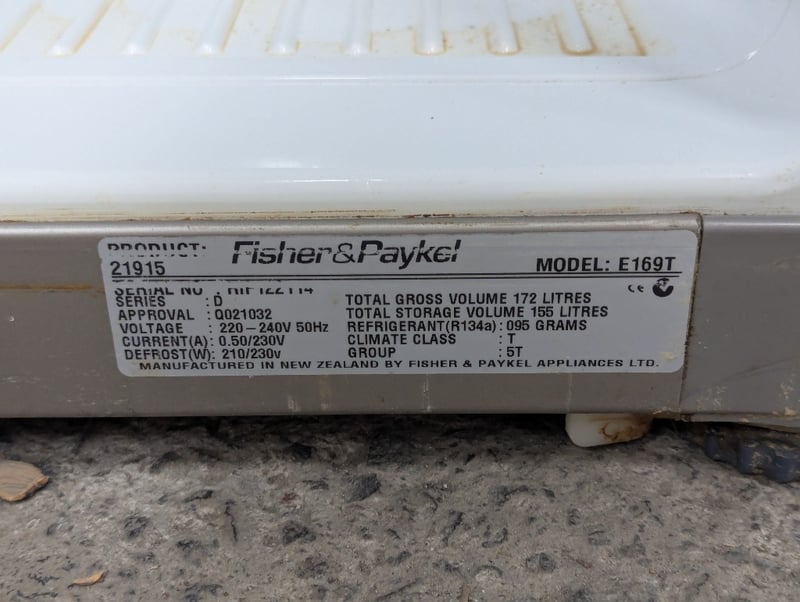 PRODUCT: Fisher&Paykel
21915 MODEL: E169T
SERIAL NO :
SERIES : D TOTAL GROSS VOLUME 172 LITRES
APPROVAL : Q021032 TOTAL STORAGE VOLUME 155 LITRES
VOLTAGE : 220-240V 50Hz REFRIGERANT(R134a) : 095 GRAMS
CURRENT(A) : 0.50/230V CLIMATE CLASS : T
DEFROST(W) : 210/230v GROUP : 5T
MANUFACTURED IN NEW ZEALAND BY FISHER & PAYKEL APPLIANCES LTD.